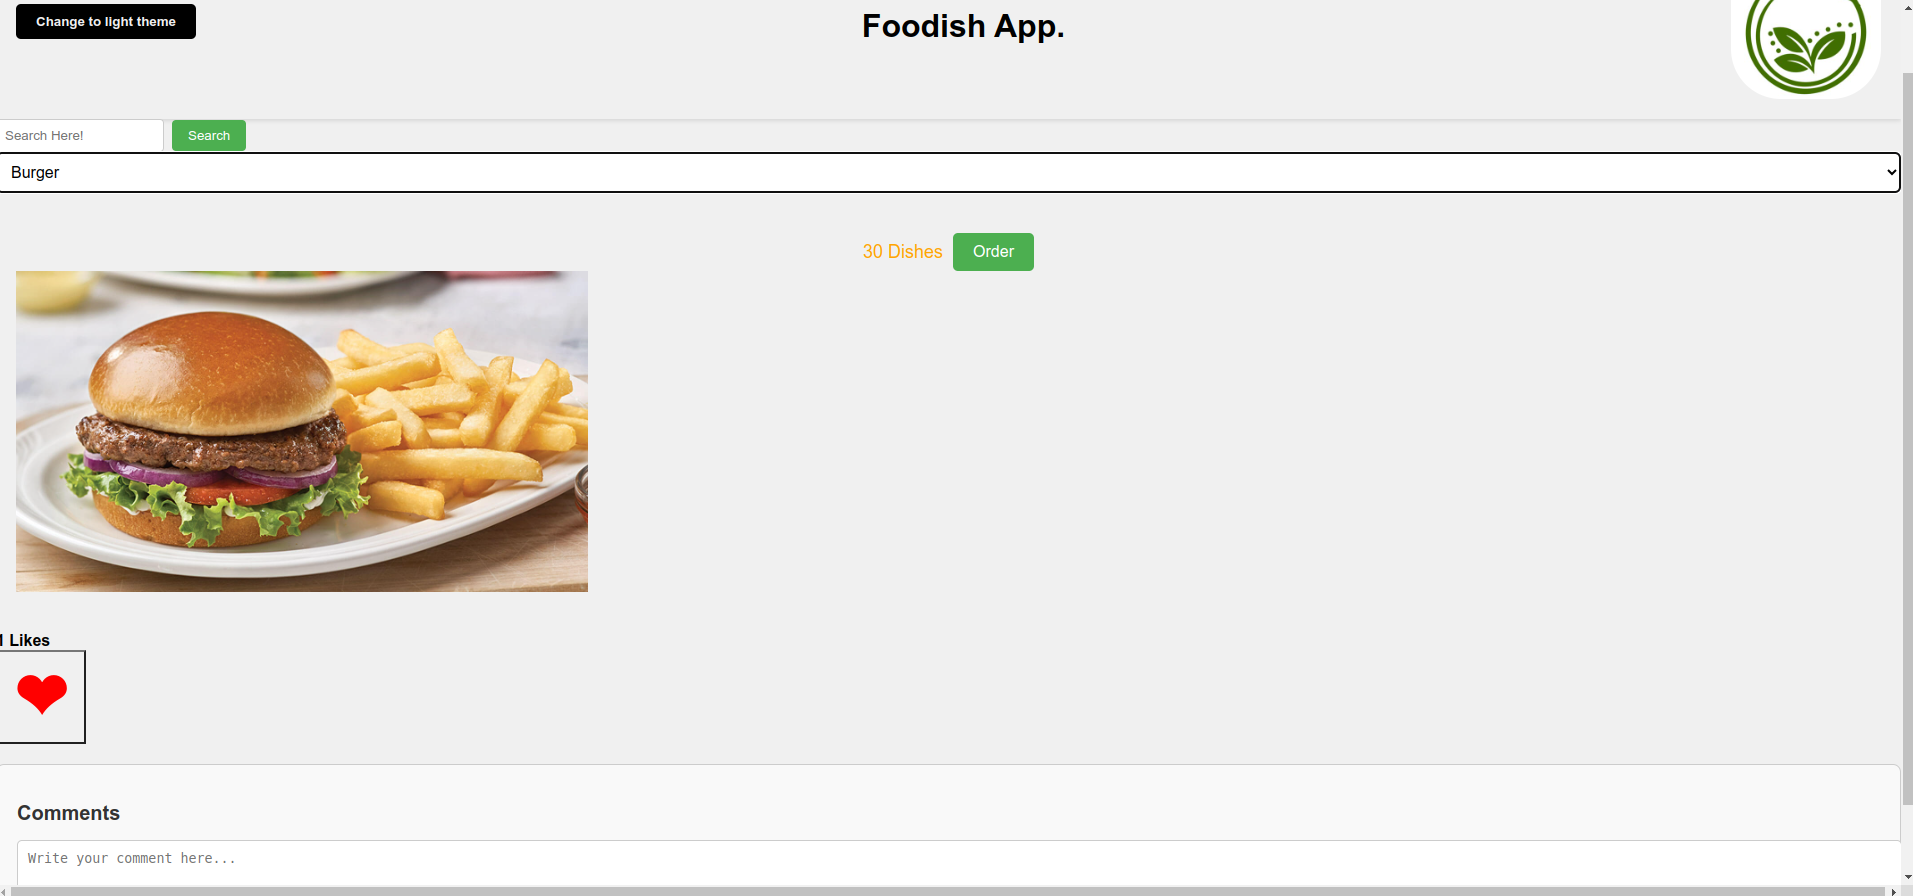 Change to light theme
Foodish App.
Search Here!
Search
Burger
30 Dishes
Order
1 Likes
Comments
Write your comment here...